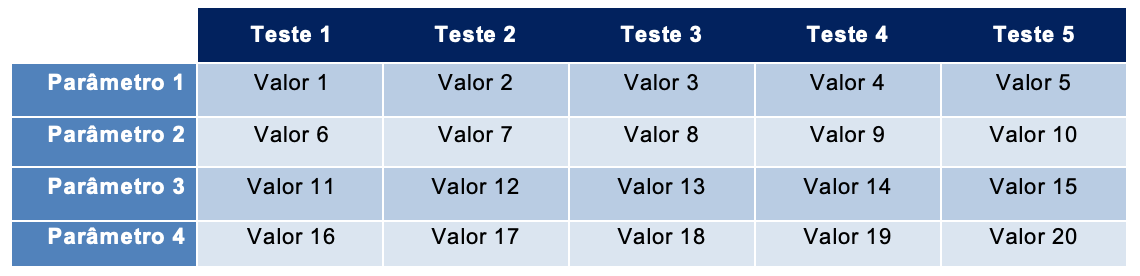 Teste 1 Teste 2 Teste 3 Teste 4 Teste 5
Parâmetro 1 Valor 1 Valor 2 Valor 3 Valor 4 Valor 5
Parâmetro 2 Valor 6 Valor 7 Valor 8 Valor 9 Valor 10
Parâmetro 3 Valor 11 Valor 12 Valor 13 Valor 14 Valor 15
Parâmetro 4 Valor 16 Valor 17 Valor 18 Valor 19 Valor 20